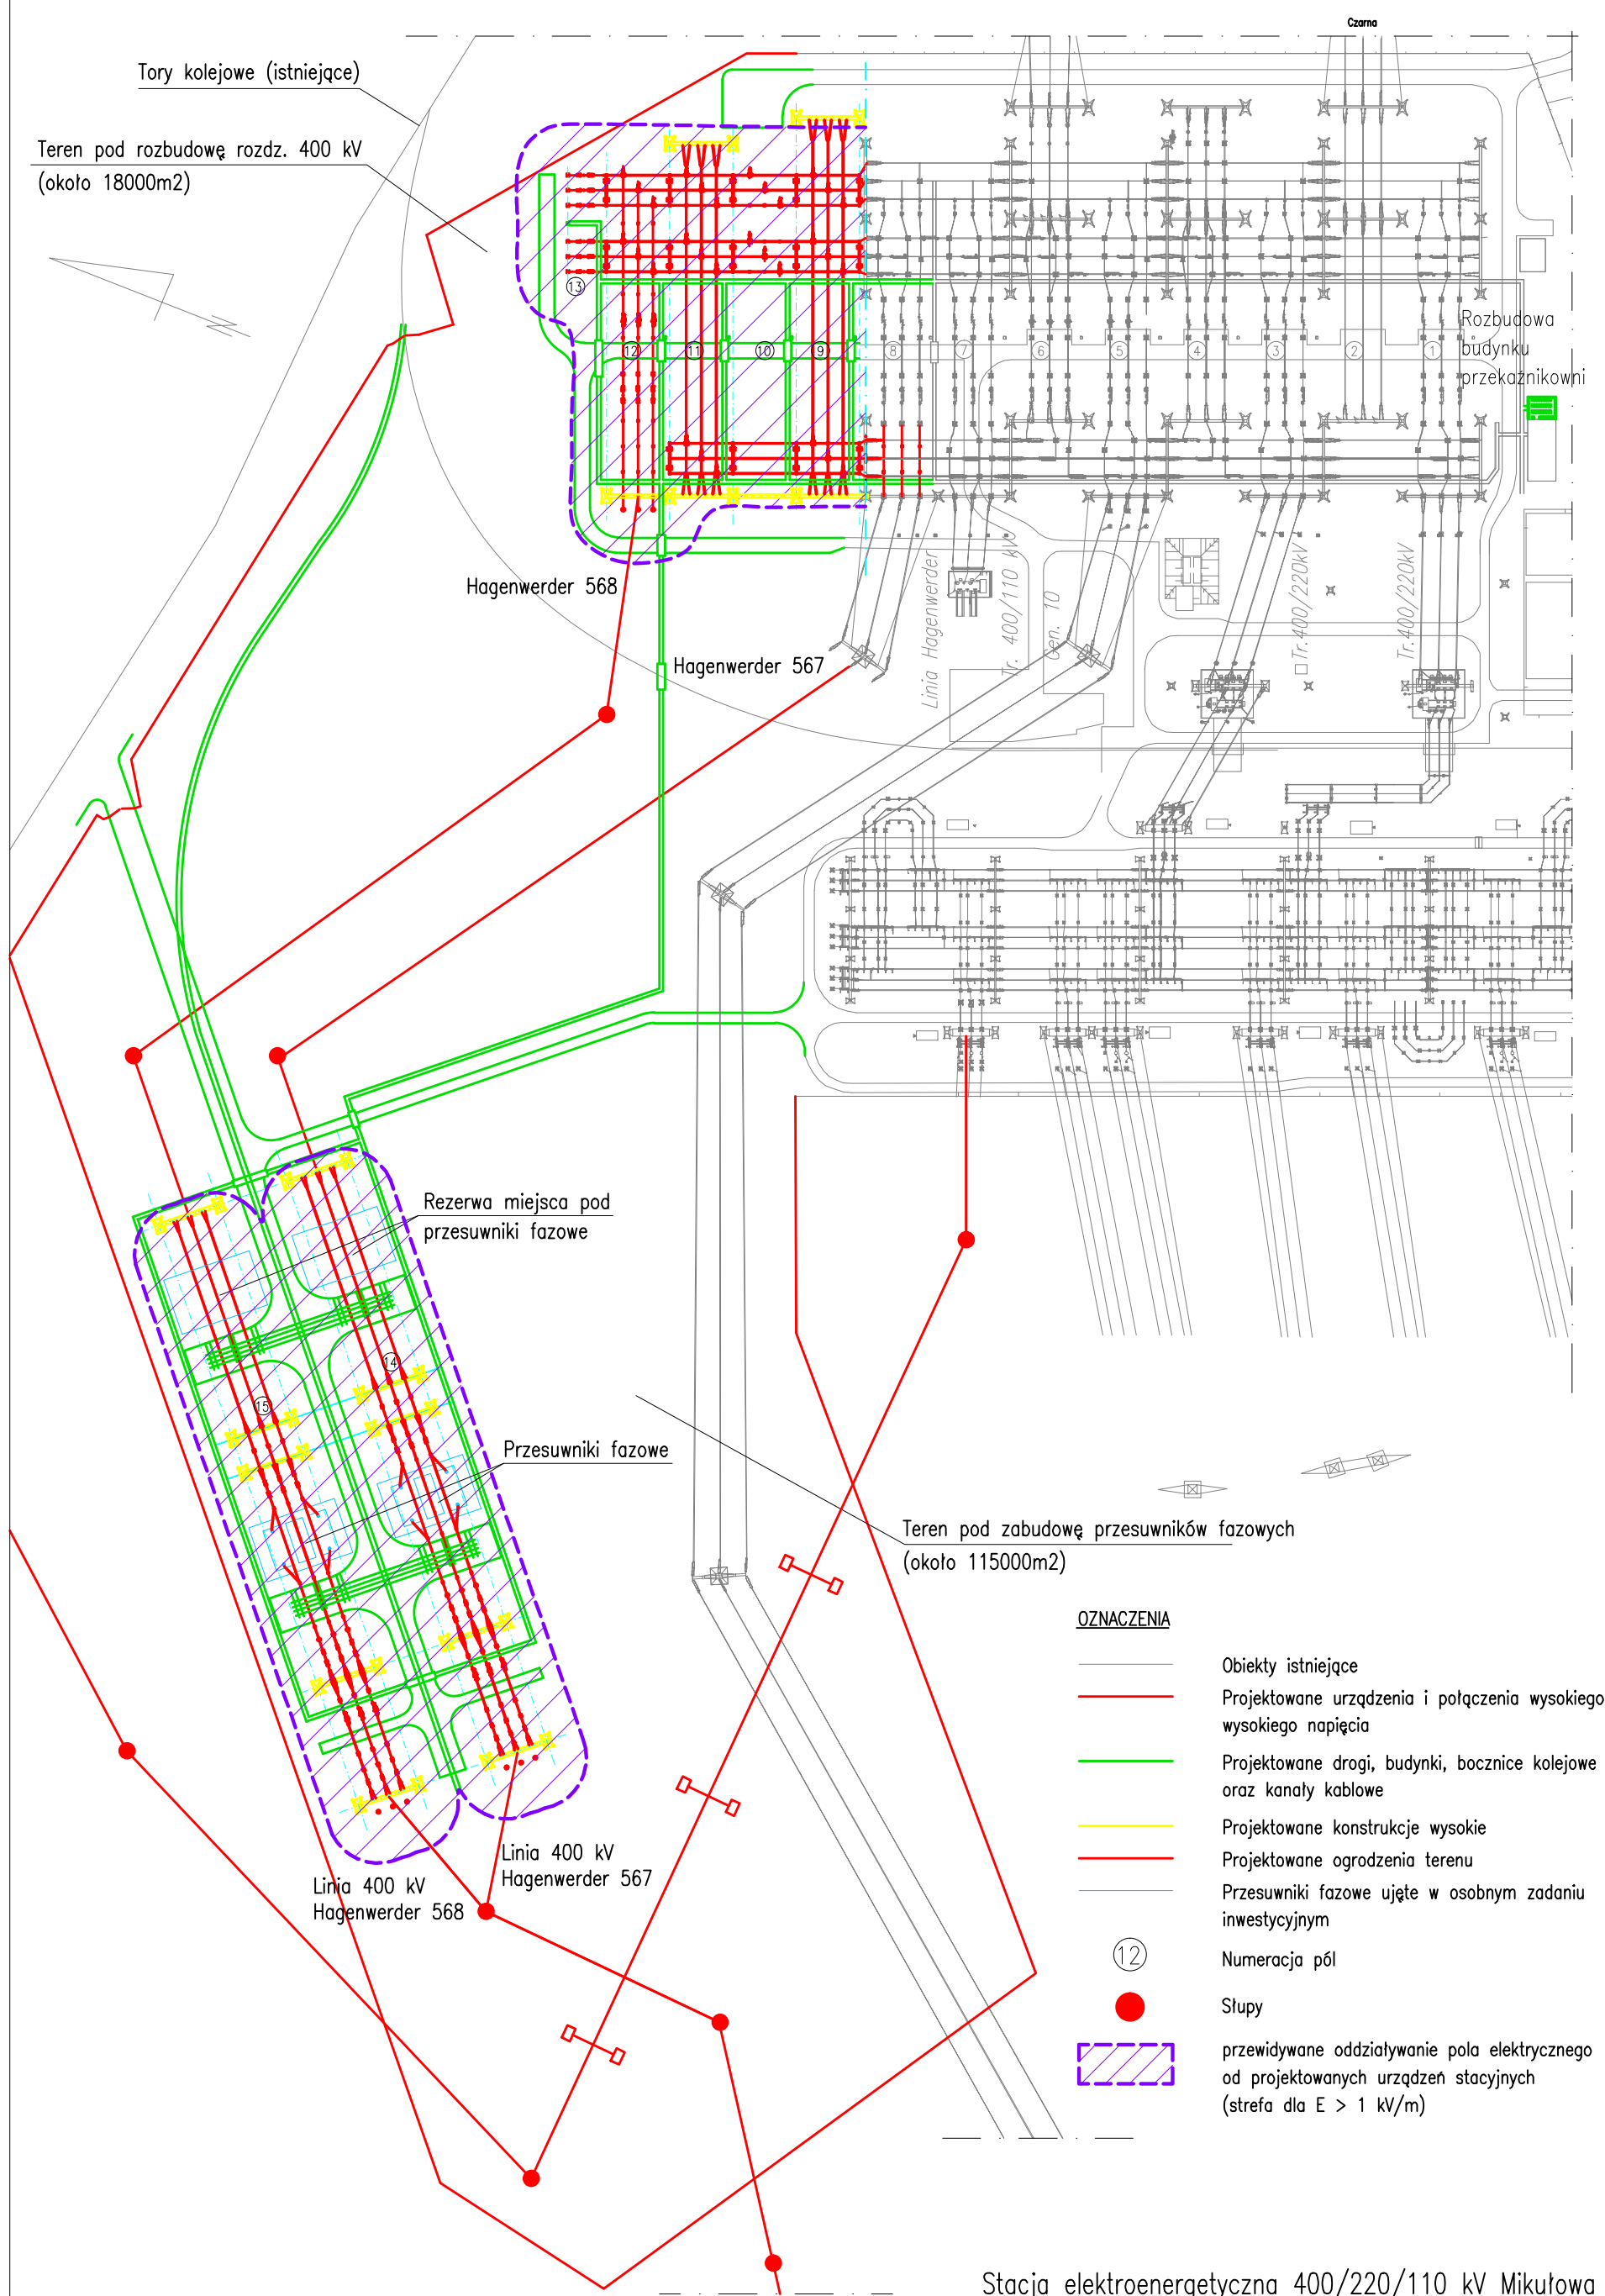 Czarna
Tory kolejowe (istniejące)
Teren pod rozbudowę rozdz. 400 kV
(około 18000m2)
13
12
11
10
9
8
7
6
5
4
3
2
1
Rozbudowa
budynku
przekaźnikowni
Hagenwerder 568
Hagenwerder 567
Linia Hagenwerder
Tr. 400/110 kV
Gen. 10
Tr.400/220kV
Tr.400/220kV
Rezerwa miejsca pod
przesuwniki fazowe
14
15
Przesuwniki fazowe
Teren pod zabudowę przesuwników fazowych
(około 115000m2)
Linia 400 kV
Hagenwerder 567
Linia 400 kV
Hagenwerder 568
OZNACZENIA
Obiekty istniejące
Projektowane urządzenia i połączenia wysokiego
wysokiego napięcia
Projektowane drogi, budynki, bocznice kolejowe
oraz kanały kablowe
Projektowane konstrukcje wysokie
Projektowane ogrodzenia terenu
Przesuwniki fazowe ujęte w osobnym zadaniu
inwestycyjnym
12
Numeracja pól
Słupy
przewidywane oddziaływanie pola elektrycznego
od projektowanych urządzeń stacyjnych
(strefa dla E > 1 kV/m)
Stacja elektroenergetyczna 400/220/110 kV Mikułowa